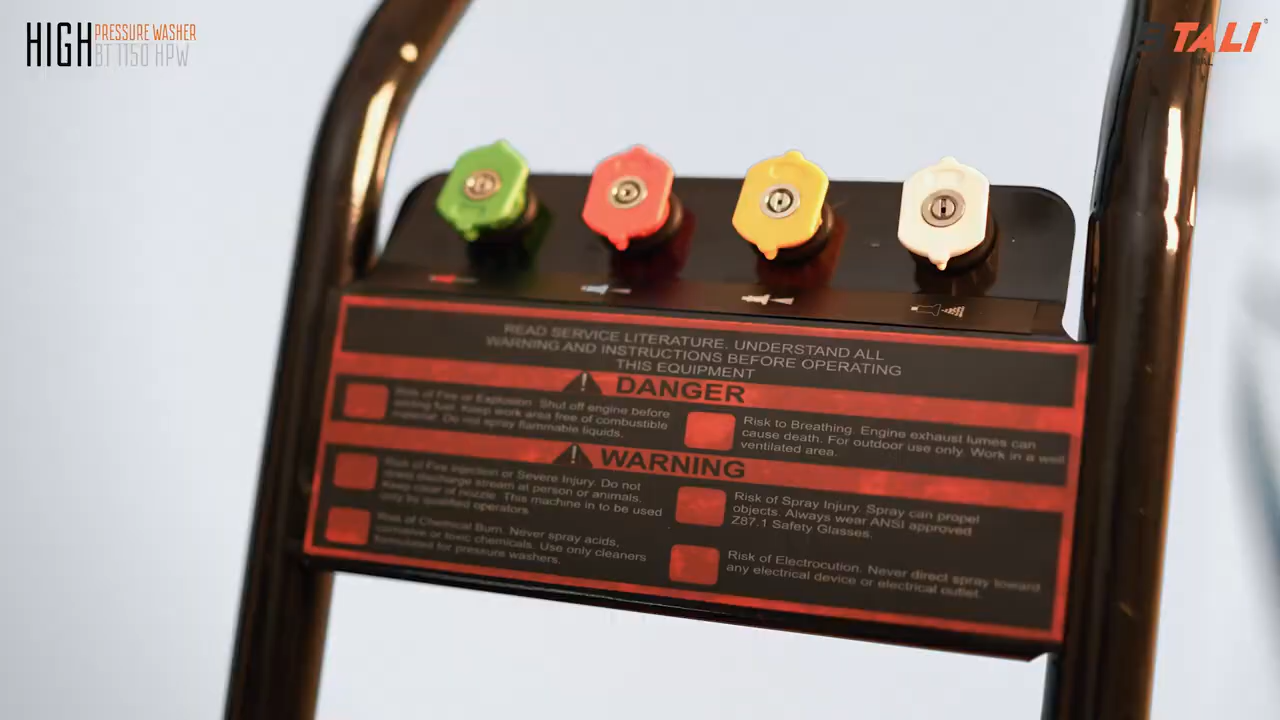 HIGH PRESSURE WASHER
BT 1150 HPW
BTALI
READ SERVICE LITERATURE. UNDERSTAND ALL
WARNING AND INSTRUCTIONS BEFORE OPERATING
THIS EQUIPMENT
DANGER
Risk of Fire or Explosion. Shut off engine before
fuel. Keep work area free of combustible
material. Do not spray flammable liquids.
Risk to Breathing. Engine exhaust lumes can
cause death. For outdoor use only. Work in a well
ventilated area.
WARNING
Risk of Fire injection or Severe Injury. Do not
discharge stream at person or animals.
Keep clear of nozzle. This machine in to be used
only by qualified operators.
Risk of Spray Injury. Spray can propel
objects. Always wear ANSI approved
Z87.1 Safety Glasses.
Risk of Chemical Burn. Never spray acids,
corrosive or toxic chemicals. Use only cleaners
formulated for pressure washers.
Risk of Electrocution. Never direct spray toward
any electrical device or electrical outlet.